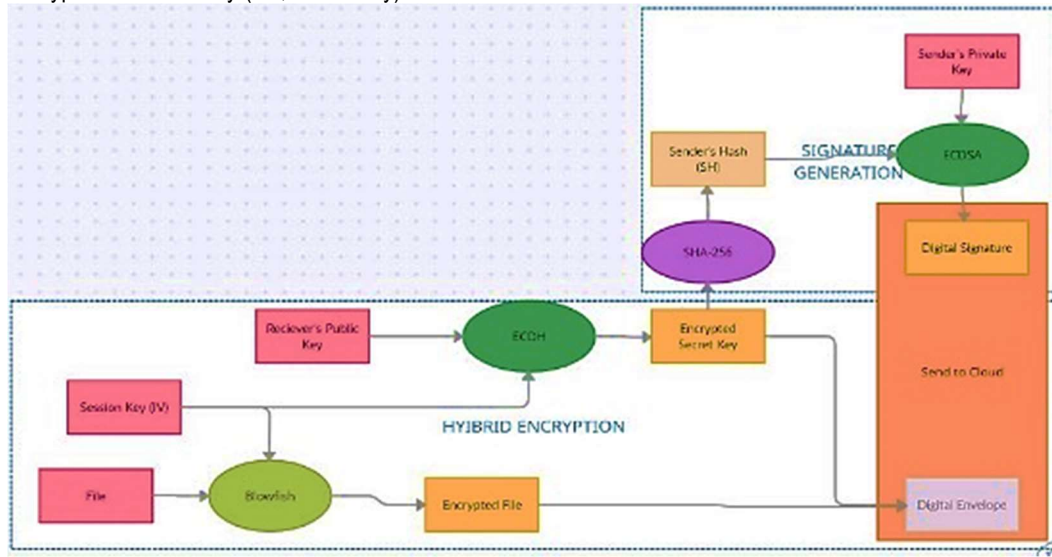 Sender's Private
Key
Sender's Hash
(SH)
SIGNATURE
GENERATION
ECDSA
SHA-256
Digital Signature
Reciever's Public
Key
ECDH
Encrypted
Secret Key
Send to Cloud
Session Key (IV)
HYIBRID ENCRYPTION
File
Blowfish
Encrypted File
Digital Envelope